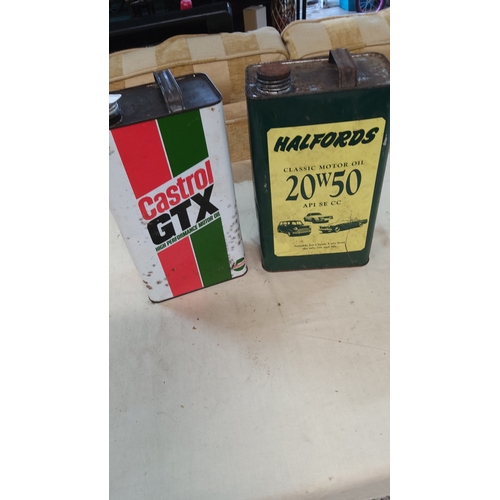 Castrol
GTX
HIGH PERFORMANCE MOTOR OIL
HALFORDS
CLASSIC MOTOR OIL
20W50
API SE CC